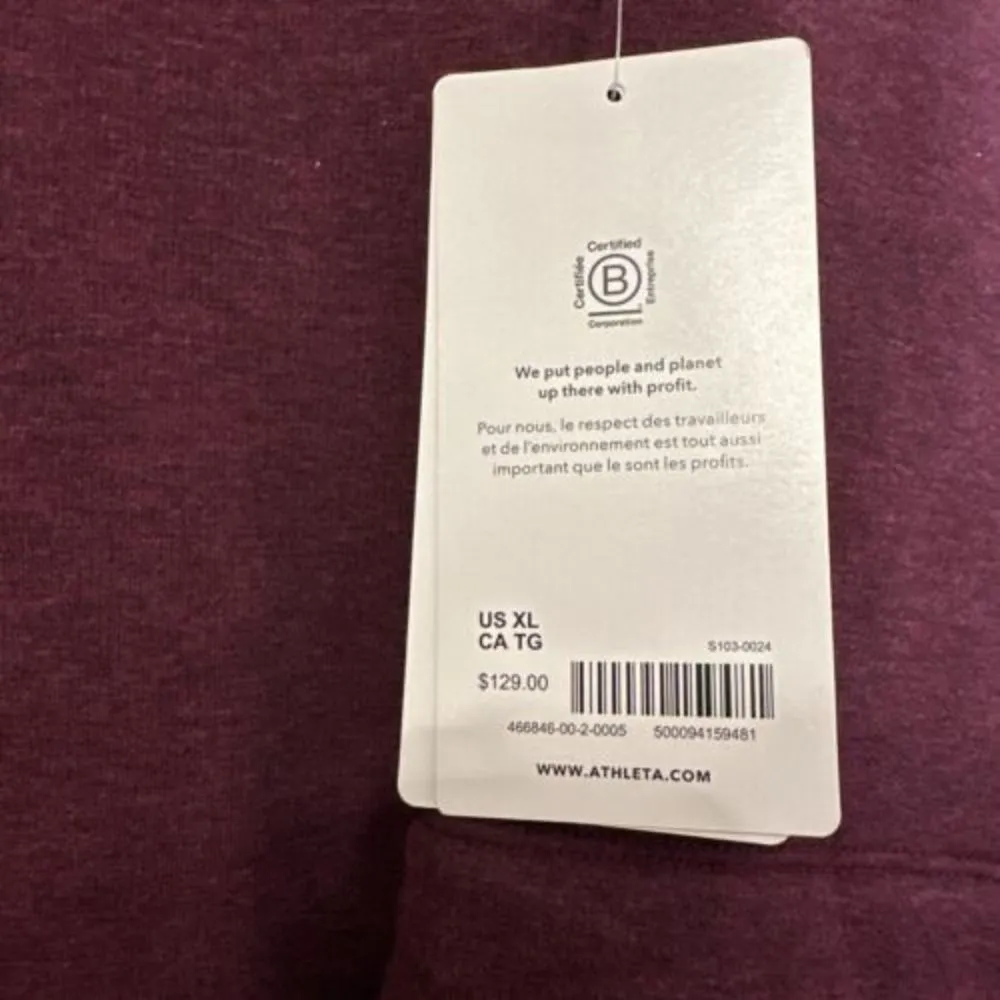 Certified
Certifiée
B
Entreprise
Corporation
We put people and planet
up there with profit.
Pour nous, le respect des travailleurs
et de l'environnement est tout aussi
important que le sont les profits.
US XL
CA TG
S103-0024
$129.00
466846-00-2-0005 500094159481
WWW.ATHLETA.COM